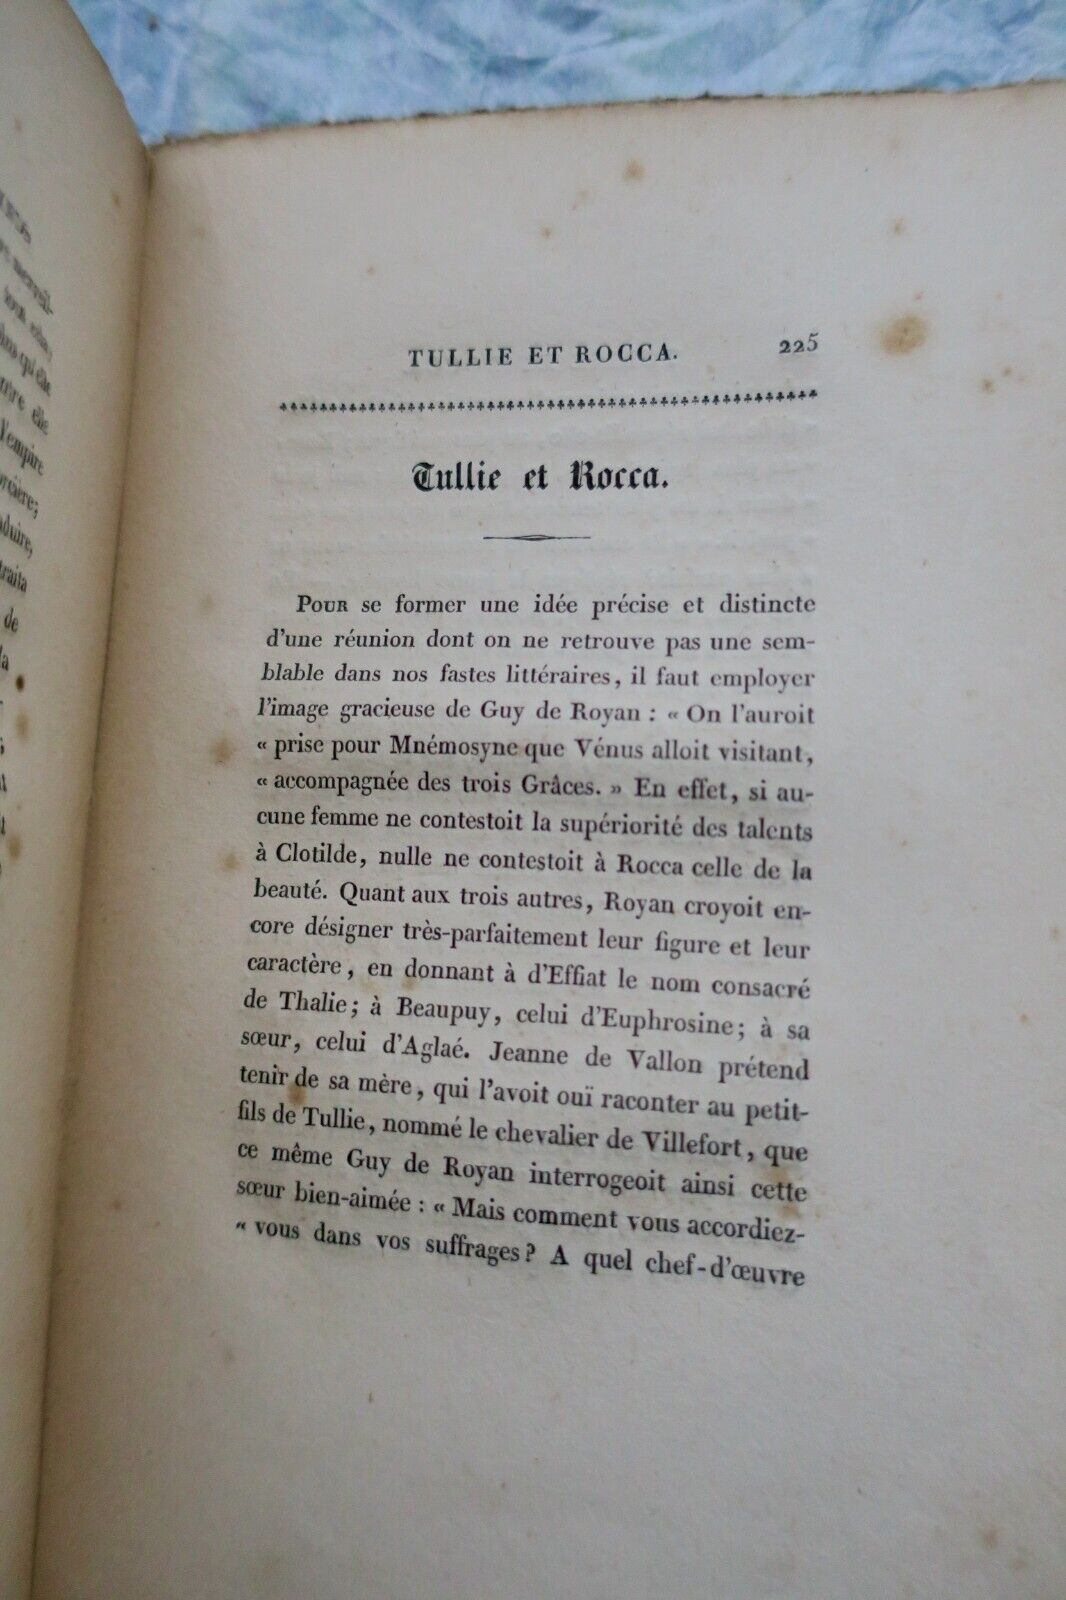 TULLIE ET ROCCA. 225
Tullie et Rocca.
POUR se former une idée précise et distincte
d'une réunion dont on ne retrouve pas une sem-
blable dans nos fastes littéraires, il faut employer
l'image gracieuse de Guy de Royan : « On l'auroit
« prise pour Mnémosyne que Vénus alloit visitant,
« accompagnée des trois Grâces. » En effet, si au-
cune femme ne contestoit la supériorité des talents
à Clotilde, nulle ne contestoit à Rocca celle de la
beauté. Quant aux trois autres, Royan croyoit en-
core désigner très-parfaitement leur figure et leur
caractère, en donnant à d'Effiat le nom consacré
de Thalie; à Beaupuy, celui d'Euphrosine; à sa
sœur, celui d'Aglaé. Jeanne de Vallon prétend
tenir de sa mère, qui l'avoit ouï raconter au petit-
fils de Tullie, nommé le chevalier de Villefort, que
ce même Guy de Royan interrogeoit ainsi cette
sœur bien-aimée : « Mais comment vous accordiez-
« vous dans vos suffrages? A quel chef-d'œuvre
qu'elle
elle
l'empire
de